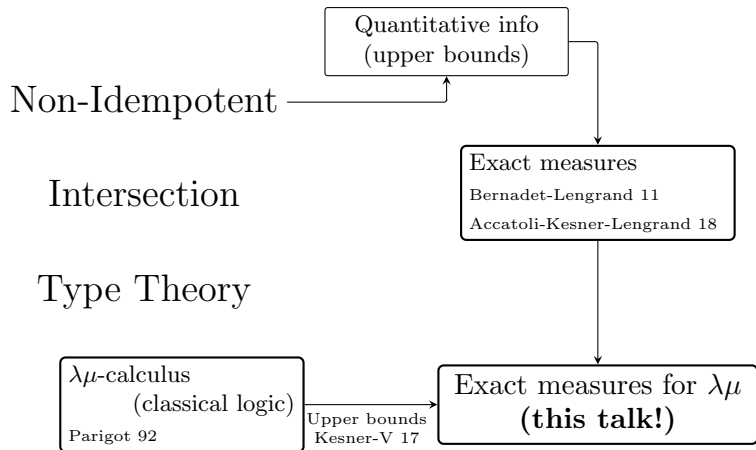 Quantitative info
(upper bounds)
Non-Idempotent
Exact measures
Bernadet-Lengrand 11
Accatoli-Kesner-Lengrand 18
Intersection
Type Theory
λμ-calculus
(classical logic)
Parigot 92
Upper bounds
Kesner-V 17
Exact measures for λμ
(this talk!)